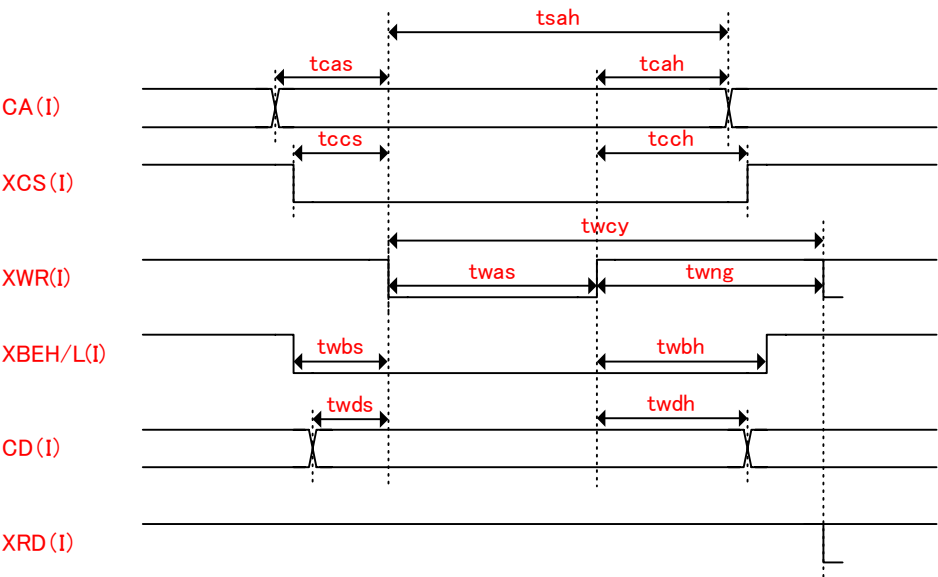 tsah
tcas tcah
CA(I)
tccs tcch
XCS(I)
twcy
XWR(I) twas twng
XBEH/L(I) twbs twbh
twds twdh
CD(I)
XRD(I)